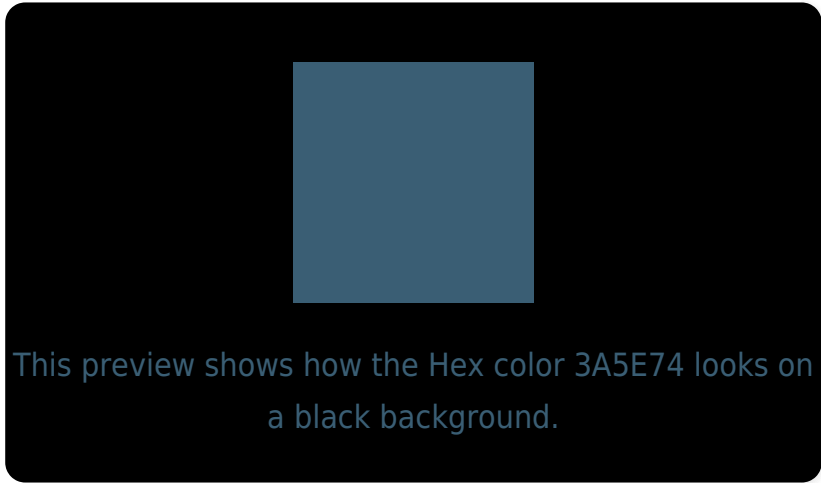 This preview shows how the Hex color 3A5E74 looks on
a black background.